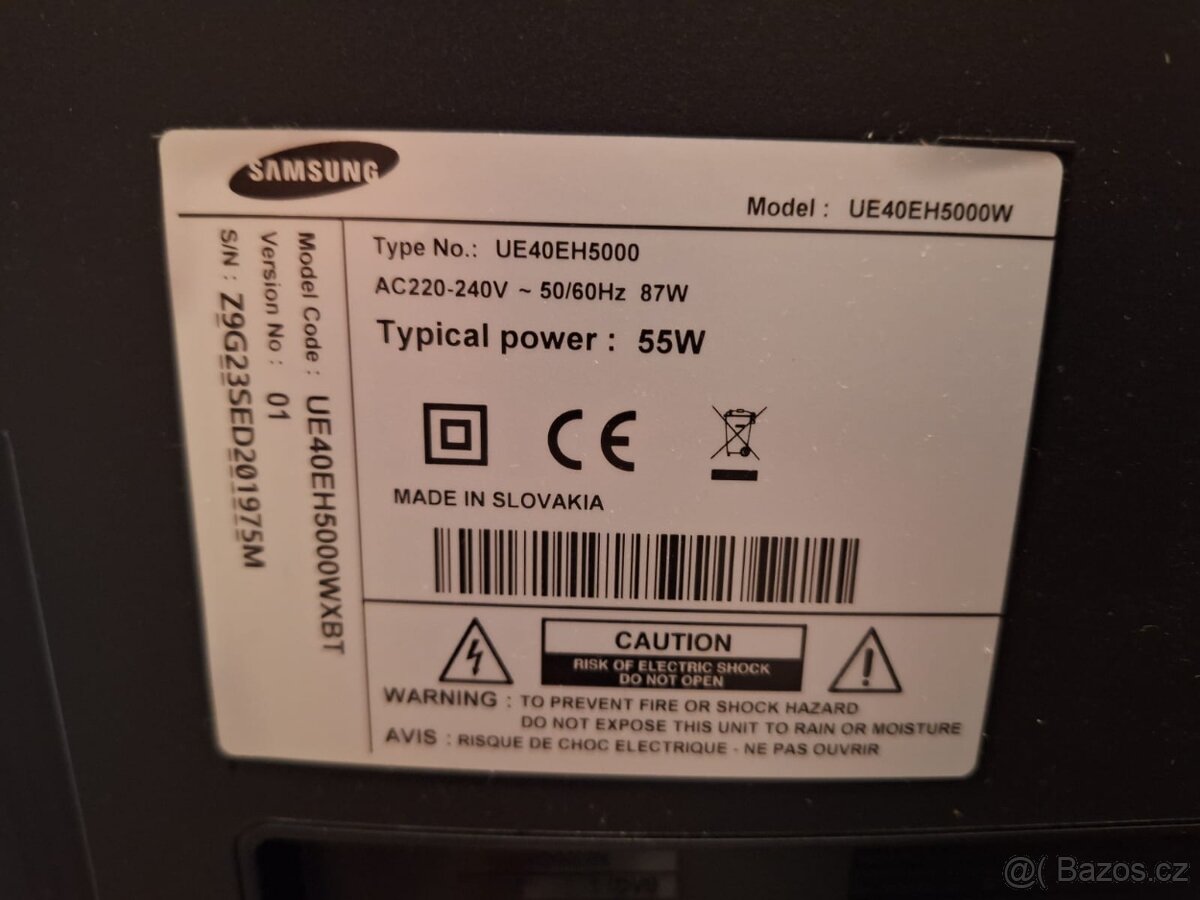 SAMSUNG
Model : UE40EH5000W
Model Code : UE40EH5000WXBT
Version No : 01
S/N : Z9G23SED201975M
Type No.: UE40EH5000
AC220-240V ~ 50/60Hz 87W
Typical power : 55W
CE
MADE IN SLOVAKIA
CAUTION
RISK OF ELECTRIC SHOCK
DO NOT OPEN
WARNING : TO PREVENT FIRE OR SHOCK HAZARD
DO NOT EXPOSE THIS UNIT TO RAIN OR MOISTURE
AVIS : RISQUE DE CHOC ELECTRIQUE - NE PAS OUVRIR
@( Bazos.cz